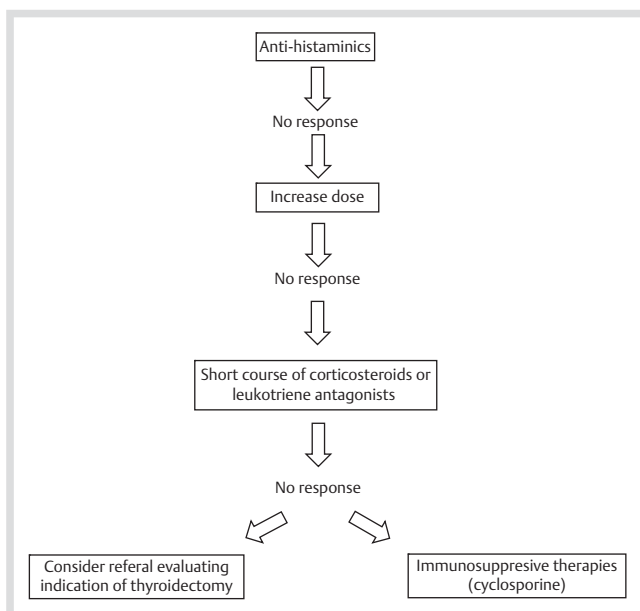 Anti-histaminics
No response
Increase dose
No response
Short course of corticosteroids or
leukotriene antagonists
No response
Consider referal evaluating
indication of thyroidectomy
Immunosuppresive therapies
(cyclosporine)